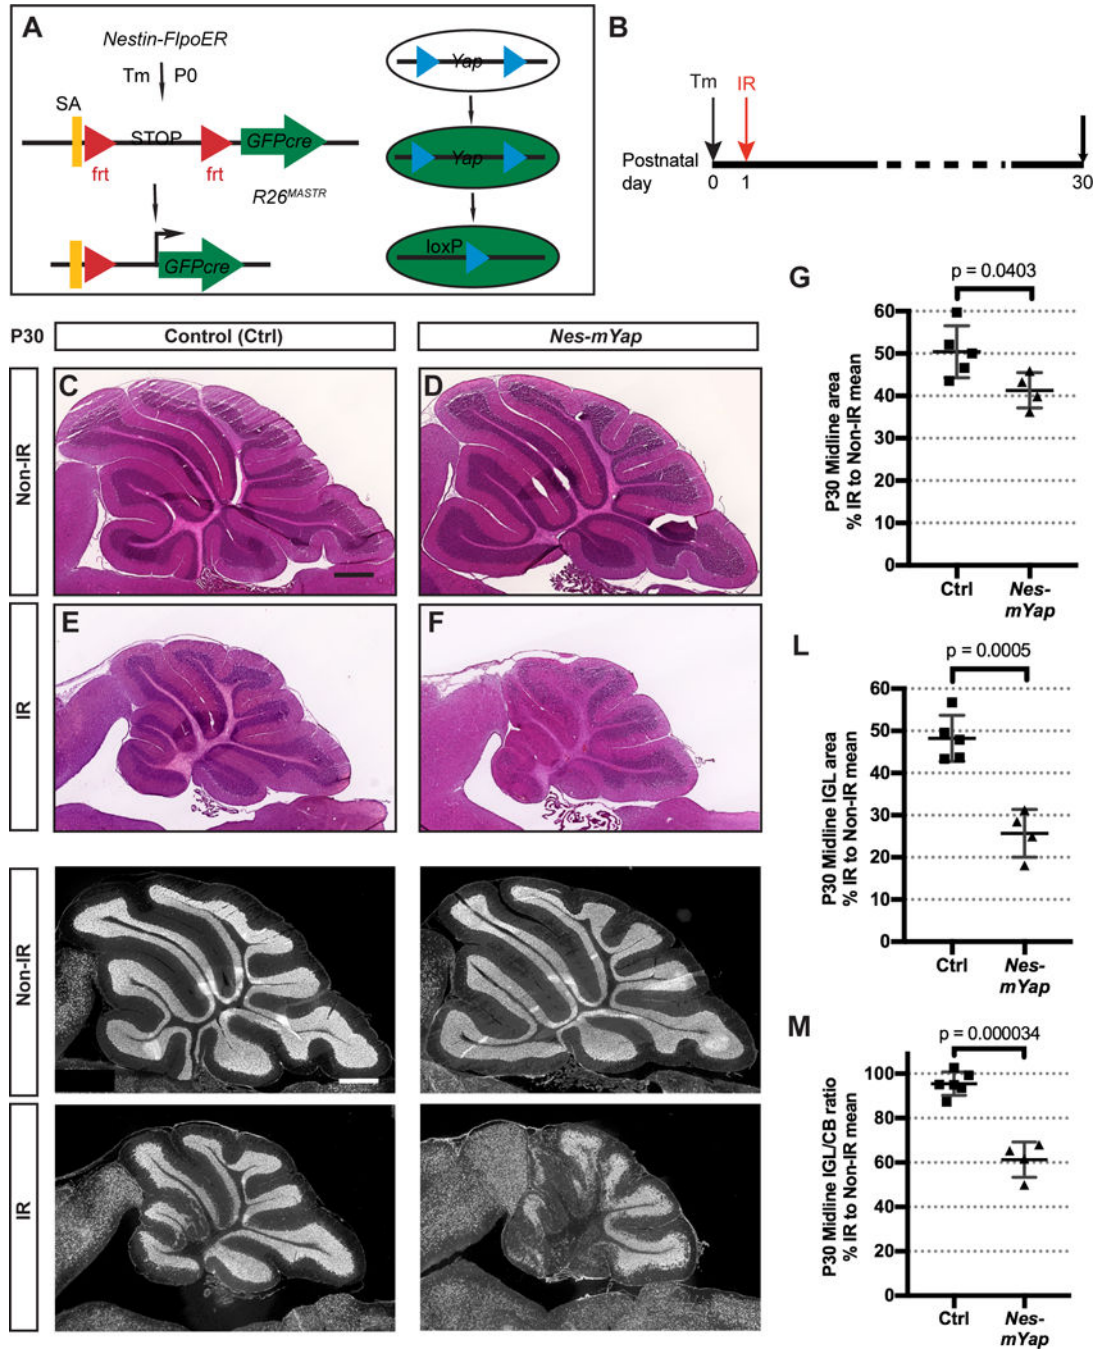 A
Nestin-FlpoER
Tm P0
SA
STOP
GFPcre
frt
frt
R26MASTR
GFPcre
Yap
Yap
loxP
B
Tm
IR
Postnatal
day
0
1
30
P30
Control (Ctrl)
Nes-mYap
Non-IR
C
D
IR
E
F
Non-IR
IR
G
p = 0.0403
P30 Midline area
% IR to Non-IR mean
60
50
40
30
20
10
0
Ctrl
Nes-
mYap
L
p = 0.0005
P30 Midline IGL area
% IR to Non-IR mean
60
50
40
30
20
10
0
Ctrl
Nes-
mYap
M
p = 0.000034
P30 Midline IGL/CB ratio
% IR to Non-IR mean
100
80
60
40
20
0
Ctrl
Nes-
mYap